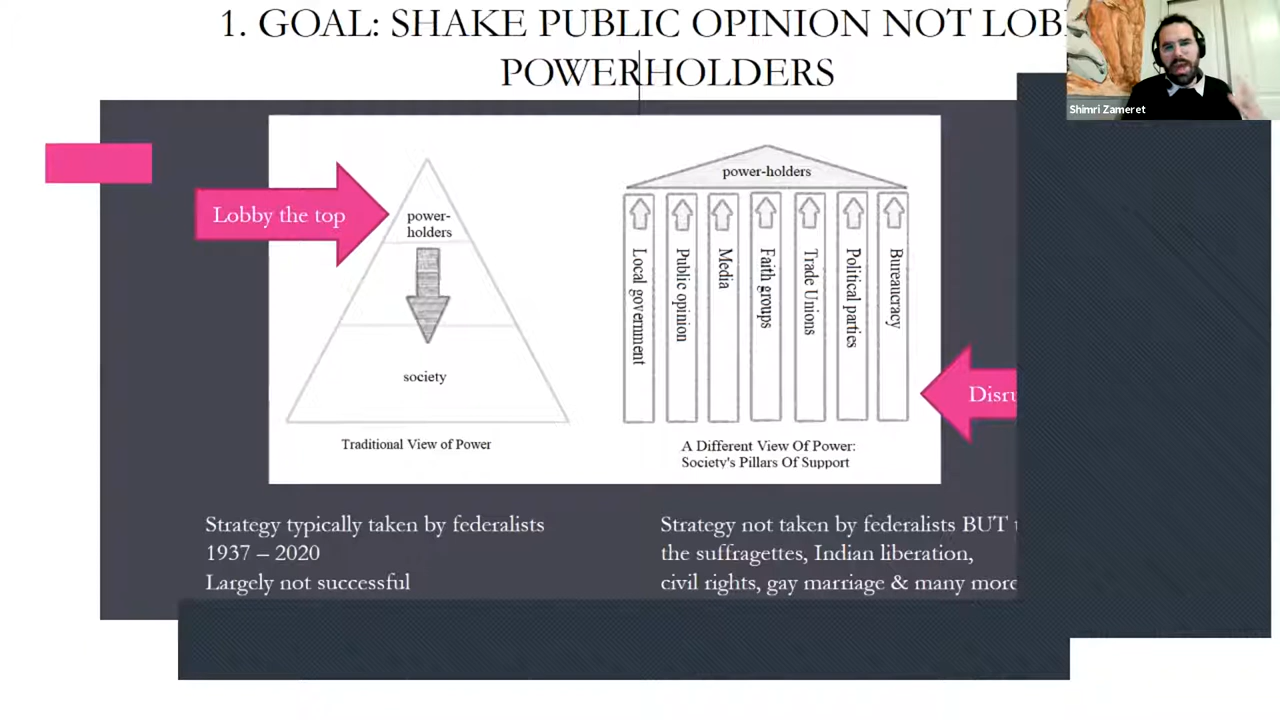 1. GOAL: SHAKE PUBLIC OPINION NOT
POWERHOLDERS
Shimri Zameret
Lobby the top
power-
holders
society
Traditional View of Power
power-holders
Local government
Public opinion
Media
Faith groups
Trade Unions
Political parties
Bureaucracy
A Different View Of Power:
Society's Pillars Of Support
Strategy typically taken by federalists
1937 – 2020
Largely not successful
Strategy not taken by federalists BUT
the suffragettes, Indian liberation,
civil rights, gay marriage & many more